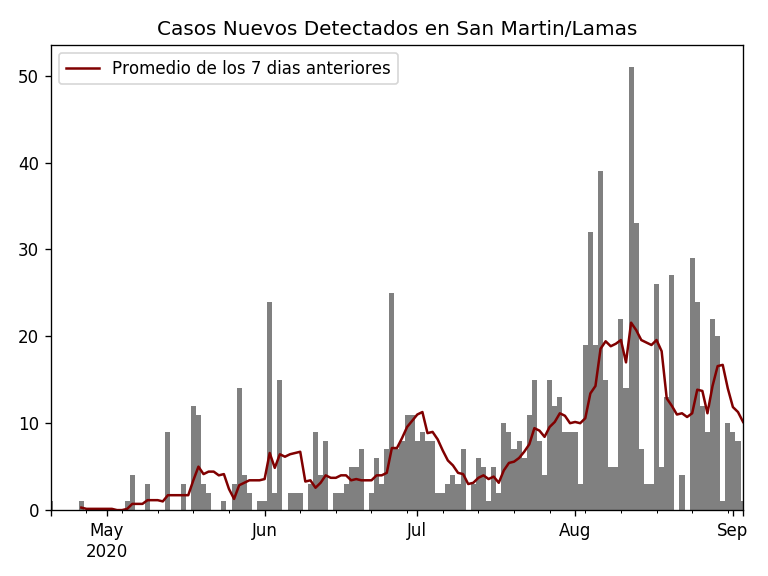 Casos Nuevos Detectados en San Martin/Lamas
Promedio de los 7 dias anteriores
50
40
30
20
10
0
May Jun Jul Aug Sep
2020